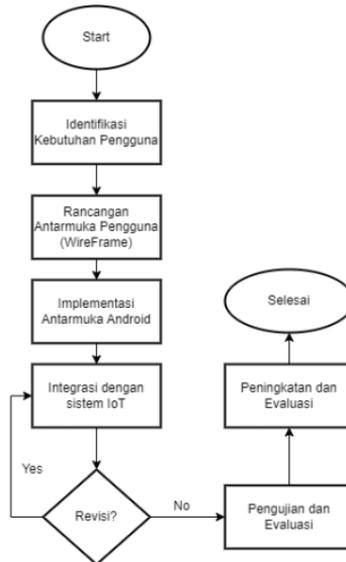 Start
Identifikasi
Kebutuhan Pengguna
Rancangan
Antarmuka Pengguna
(WireFrame)
Implementasi
Antarmuka Android
Integrasi dengan
sistem IoT
Yes
Revisi?
No
Pengujian dan
Evaluasi
Peningkatan dan
Evaluasi
Selesai